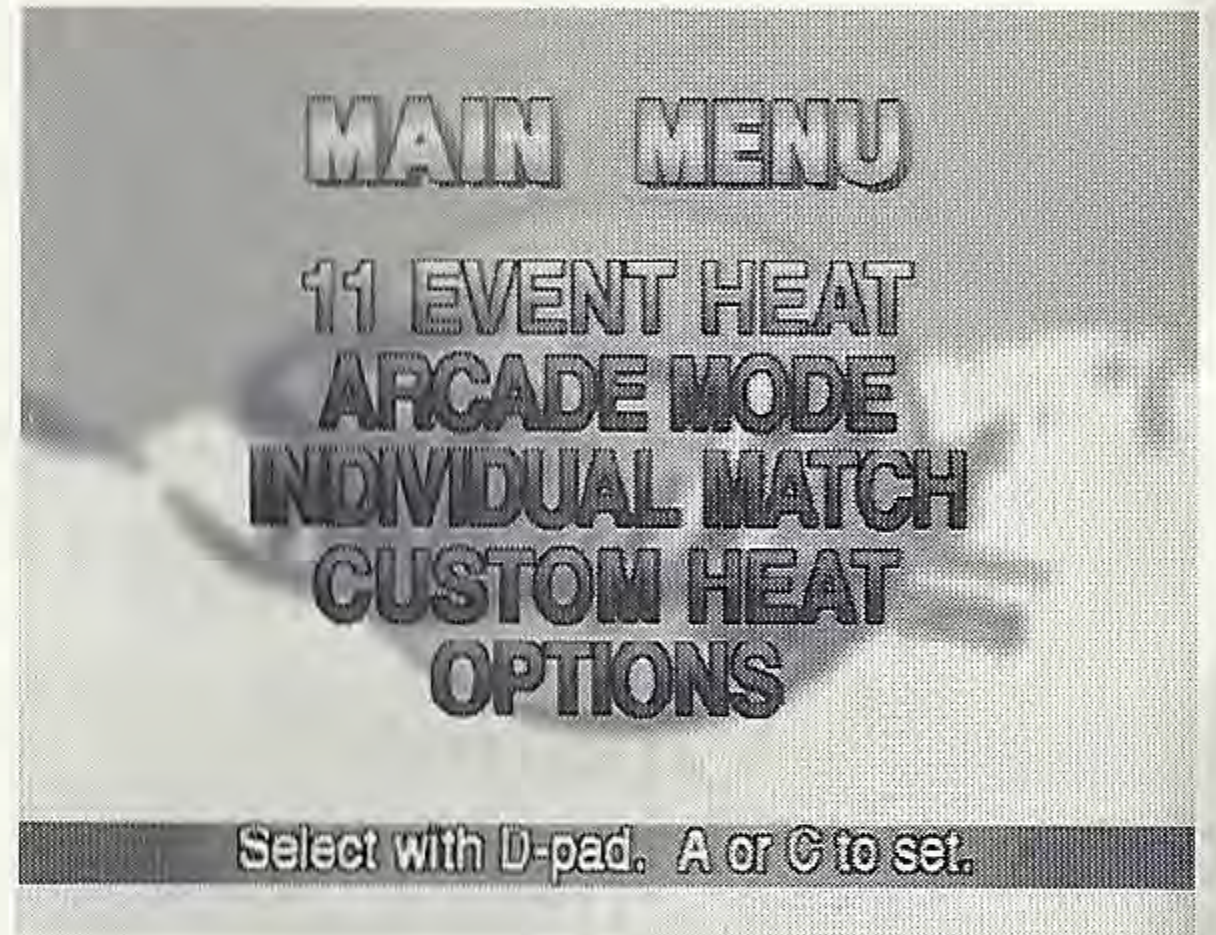 MAIN MENU
11 EVENT HEAT
ARCADE MODE
INDIVIDUAL MATCH
CUSTOM HEAT
OPTIONS
Select with D-pad. A or C to set.